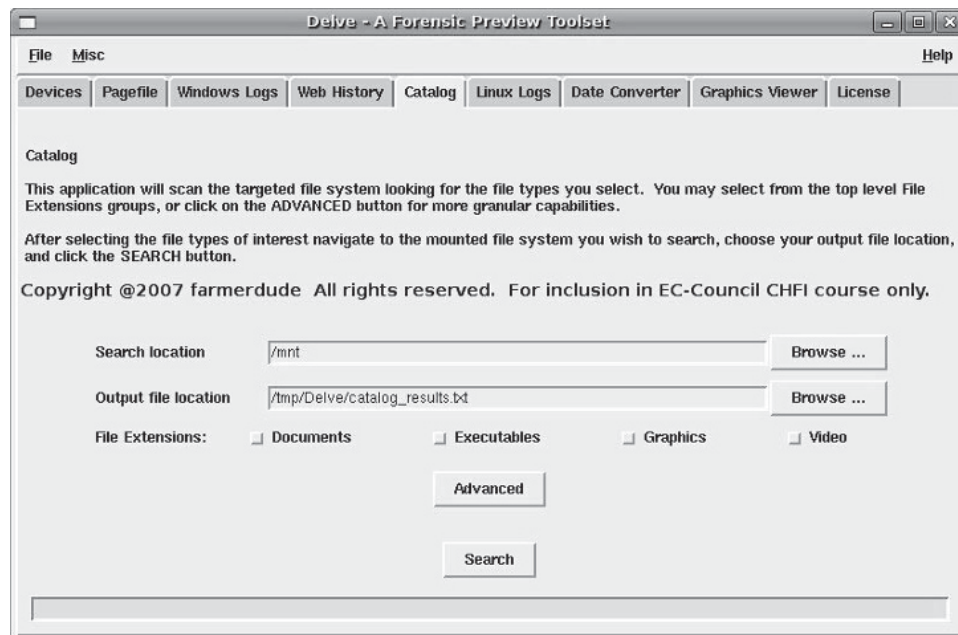 Delve - A Forensic Preview Toolset
File Misc Help
Devices Pagefile Windows Logs Web History Catalog Linux Logs Date Converter Graphics Viewer License
Catalog
This application will scan the targeted file system looking for the file types you select. You may select from the top level File
Extensions groups, or click on the ADVANCED button for more granular capabilities.
After selecting the file types of interest navigate to the mounted file system you wish to search, choose your output file location,
and click the SEARCH button.
Copyright @2007 farmerdude All rights reserved. For inclusion in EC-Council CHFI course only.
Search location /mnt Browse ...
Output file location /tmp/Delve/catalog_results.txt Browse ...
File Extensions: Documents Executables Graphics Video
Advanced
Search